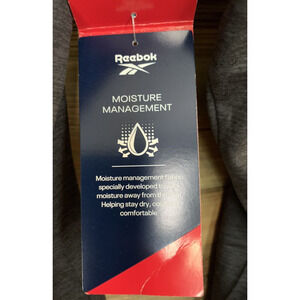 Reebok
MOISTURE
MANAGEMENT
Moisture management
specially developed
moisture away from
Helping stay dry,
comfortable